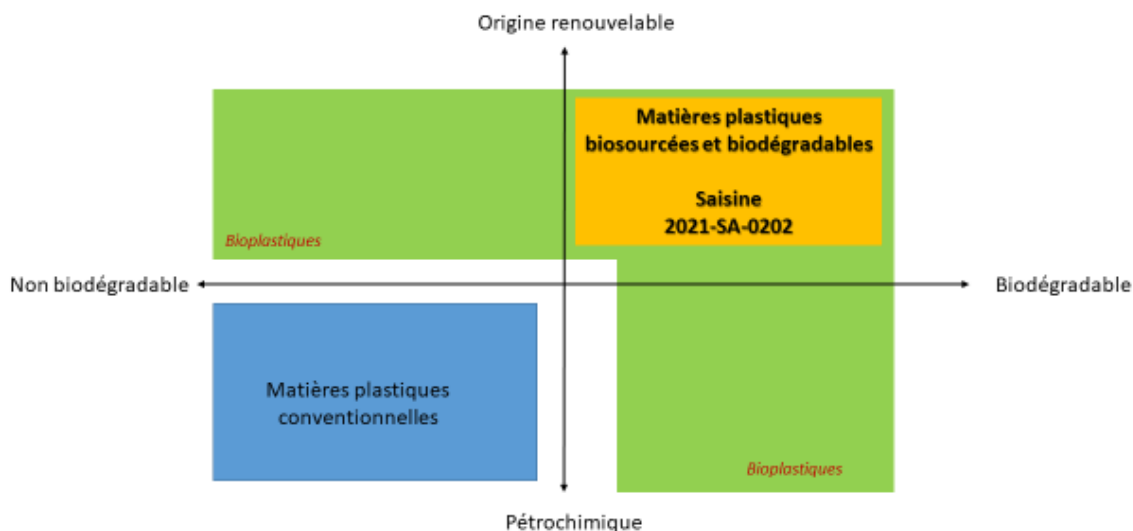 Origine renouvelable
Matières plastiques
biosourcées et biodégradables
Saisine
2021-SA-0202
Bioplastiques
Non biodégradable
Biodégradable
Matières plastiques
conventionnelles
Bioplastiques
Pétrochimique